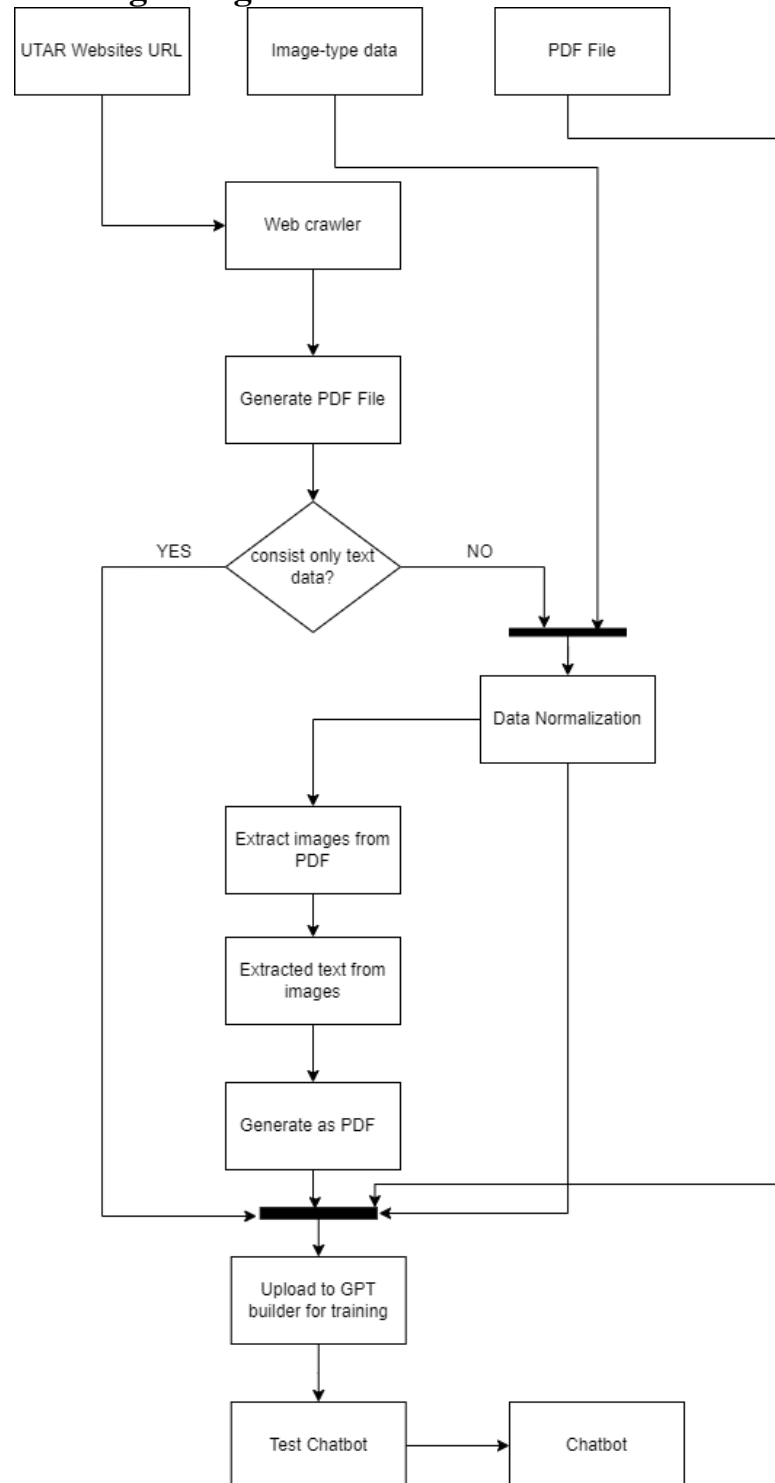 UTAR Websites URL
Image-type data
PDF File
Web crawler
Generate PDF File
consist only text
data?
YES
NO
Data Normalization
Extract images from
PDF
Extracted text from
images
Generate as PDF
Upload to GPT
builder for training
Test Chatbot
Chatbot